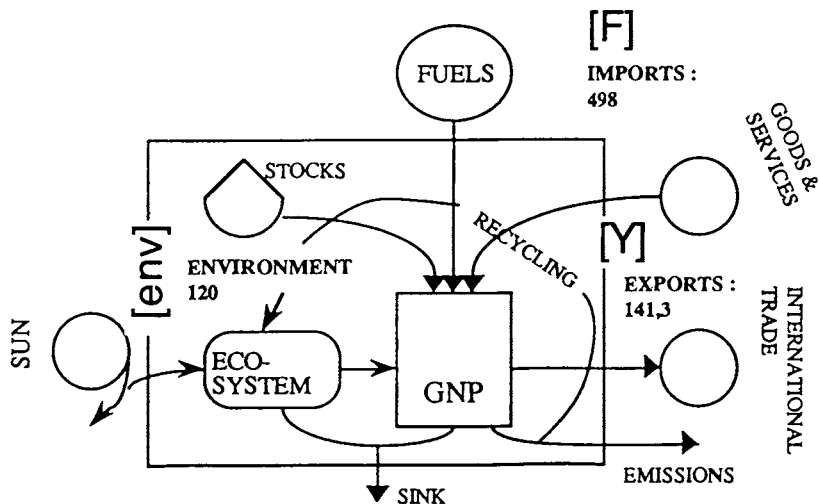 [F]
FUELS
IMPORTS :
498
GOODS &
SERVICES
STOCKS
RECYCLING
[Y]
[env]
ENVIRONMENT
120
EXPORTS :
141,3
INTERNATIONAL
TRADE
SUN
ECO-
SYSTEM
GNP
EMISSIONS
SINK